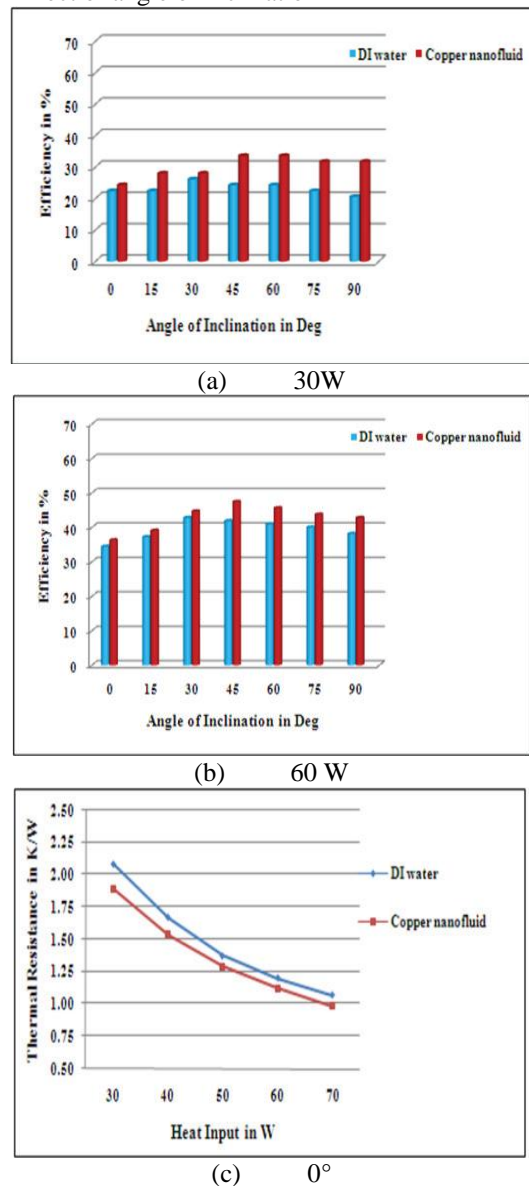 70
60
50
40
30
20
10
0
Efficiency in %
DI water Copper nanofluid
0 15 30 45 60 75 90
Angle of Inclination in Deg
(a) 30W
70
60
50
40
30
20
10
0
Efficiency in %
DI water Copper nanofluid
0 15 30 45 60 75 90
Angle of Inclination in Deg
(b) 60 W
2.50
2.25
2.00
1.75
1.50
1.25
1.00
0.75
0.50
Thermal Resistance in K/W
DI water
Copper nanofluid
30 40 50 60 70
Heat Input in W
(c) 0°